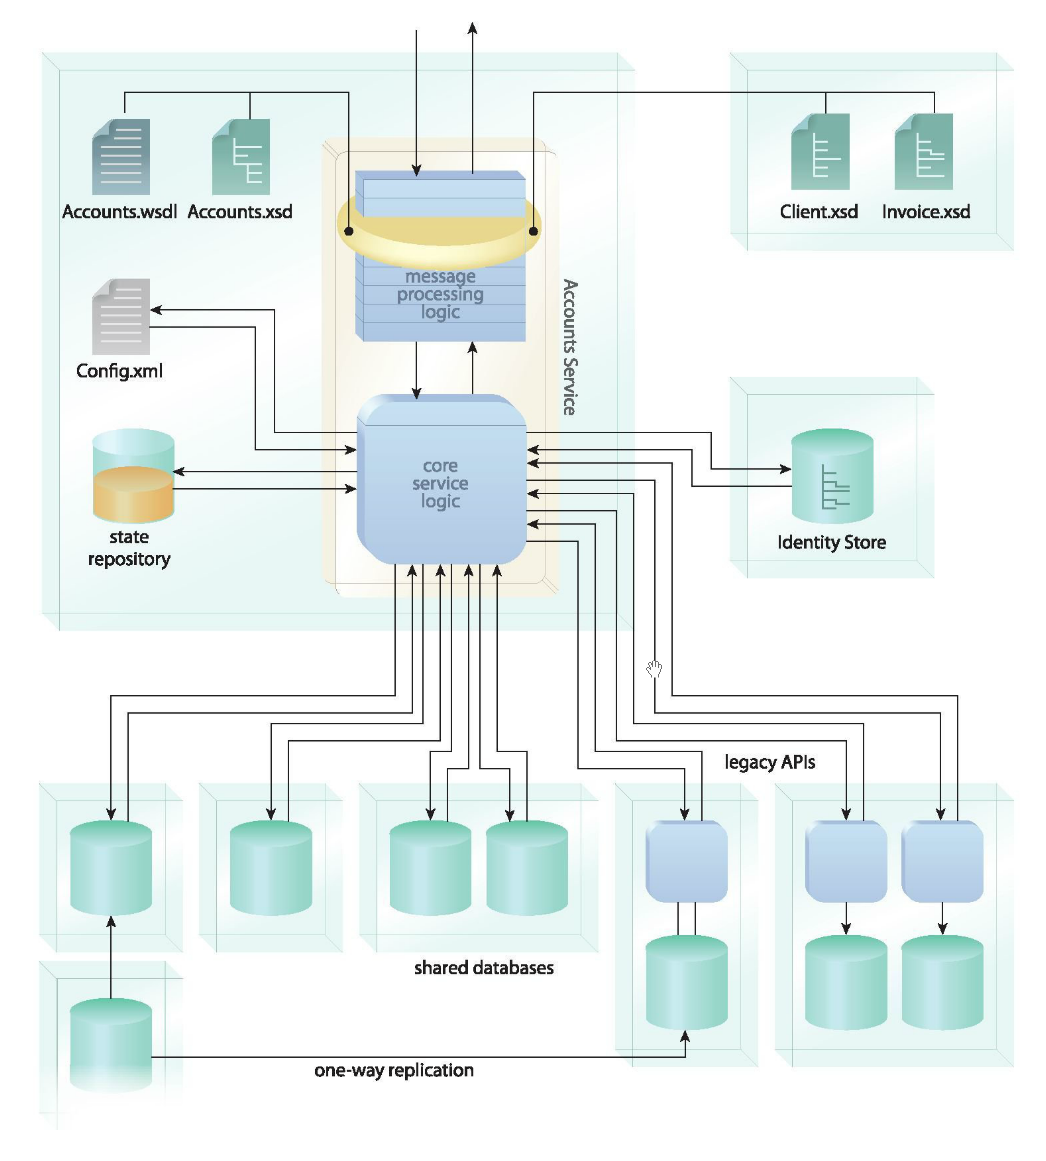 Accounts.wsdl
Accounts.xsd
Client.xsd
Invoice.xsd
message
processing
logic
Accounts Service
Config.xml
core
service
logic
state
repository
Identity Store
legacy APIs
shared databases
one-way replication